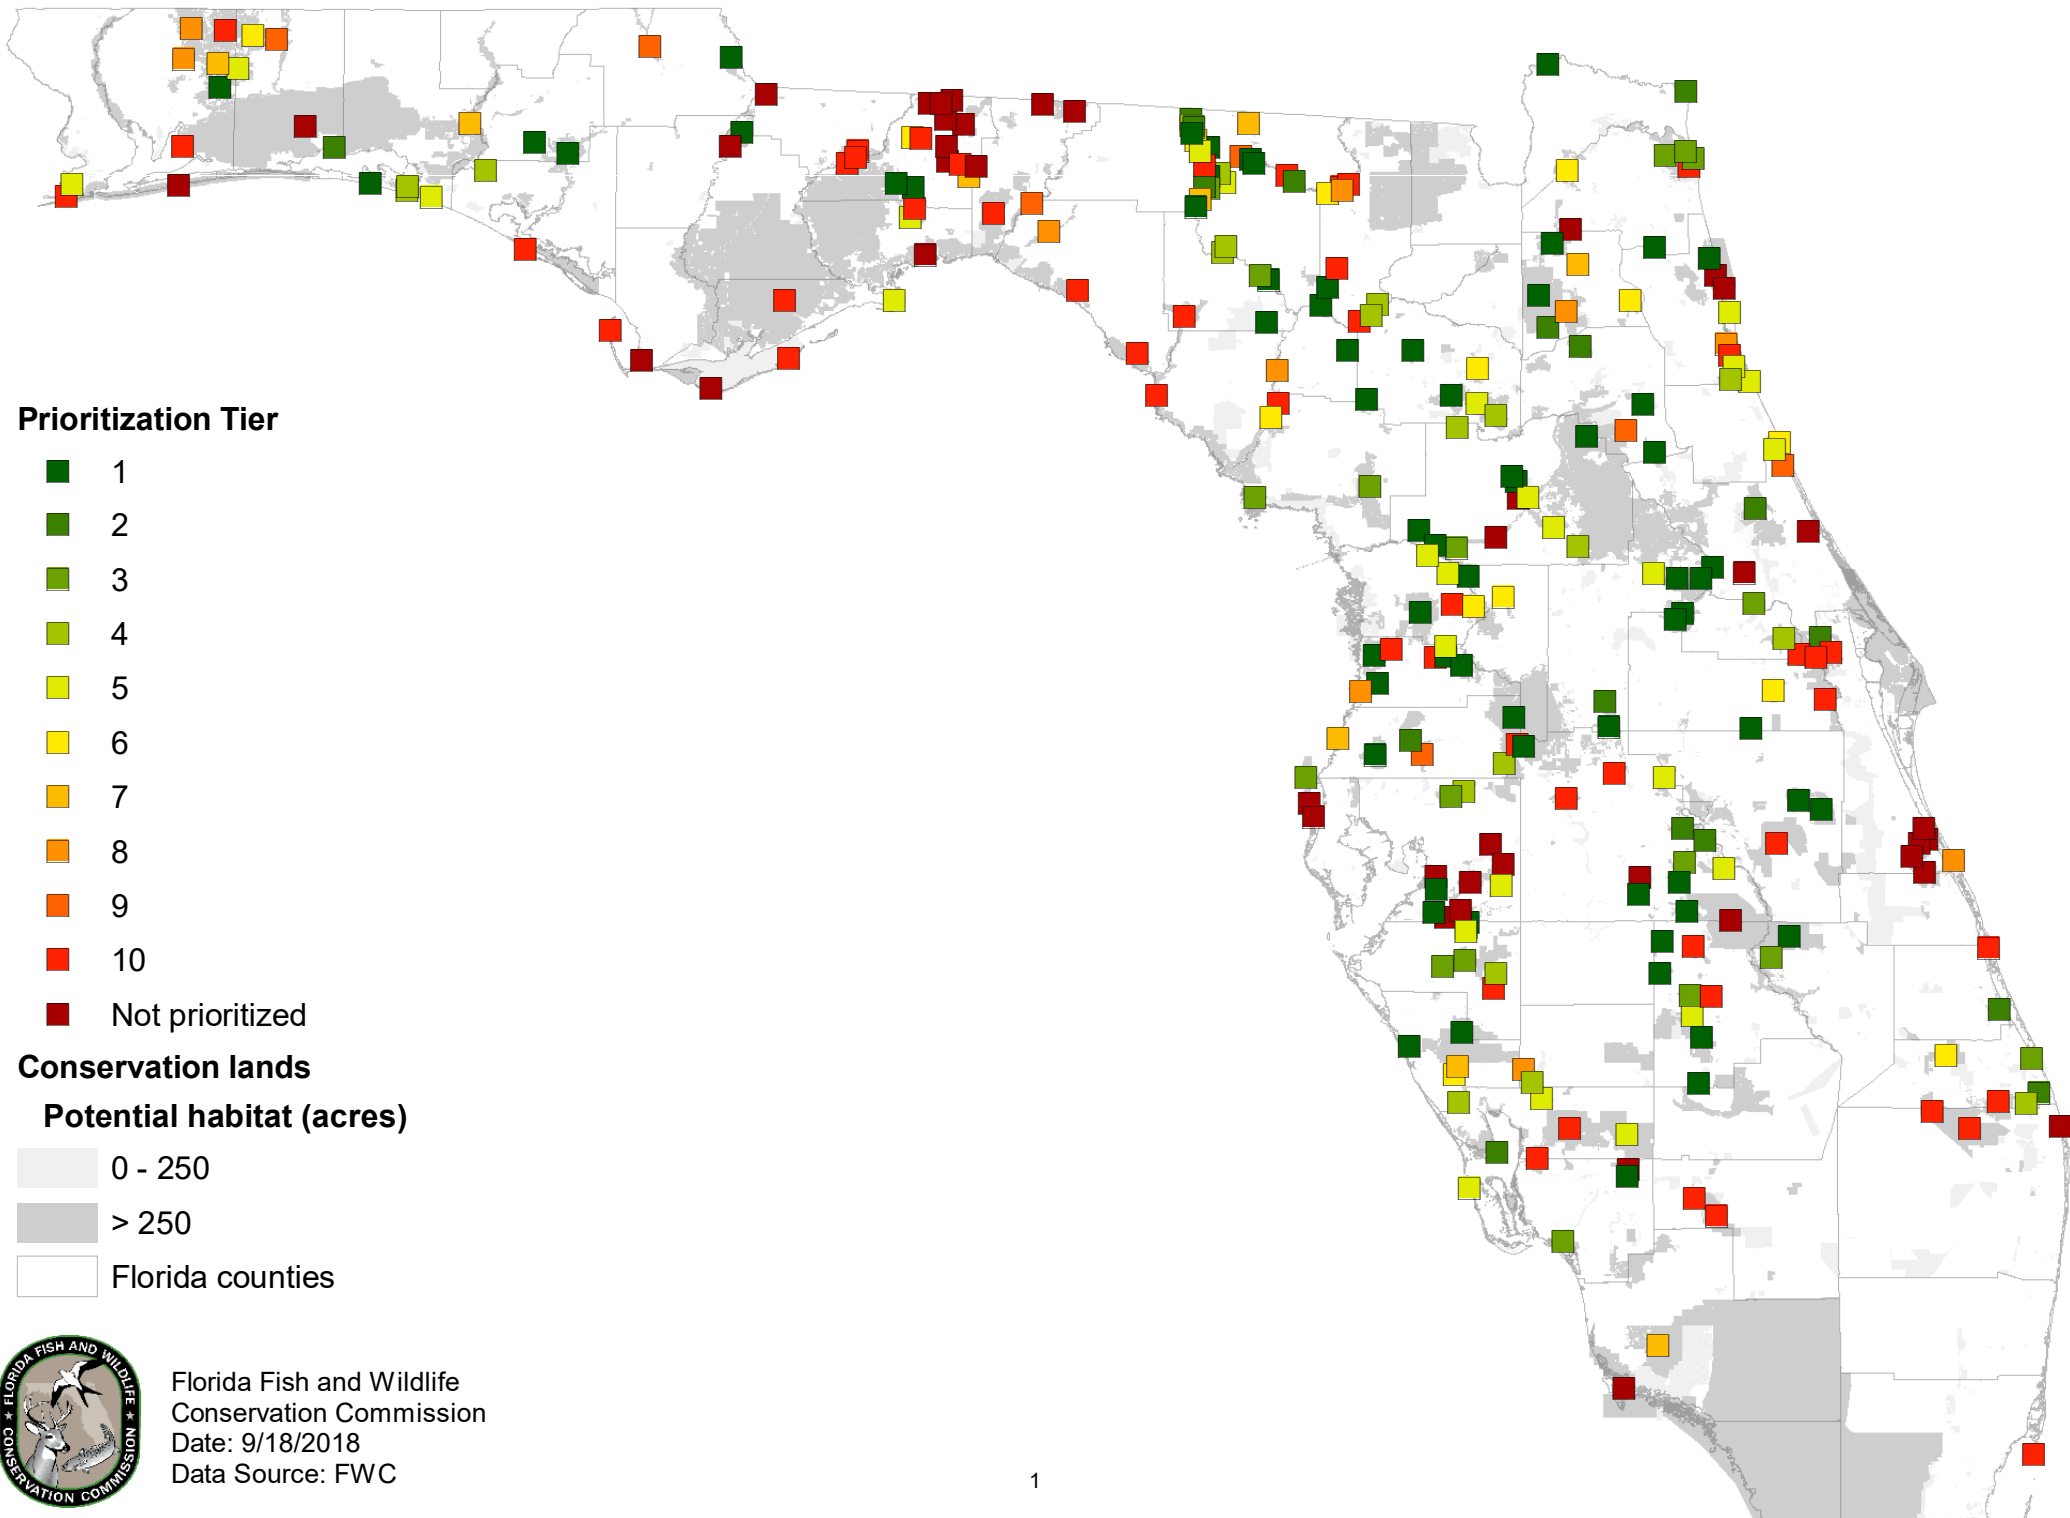 Prioritization Tier
1
2
3
4
5
6
7
8
9
10
Not prioritized
Conservation lands
Potential habitat (acres)
0 - 250
> 250
Florida counties
FLORIDA FISH AND WILDLIFE
CONSERVATION COMMISSION
Florida Fish and Wildlife
Conservation Commission
Date: 9/18/2018
Data Source: FWC
1